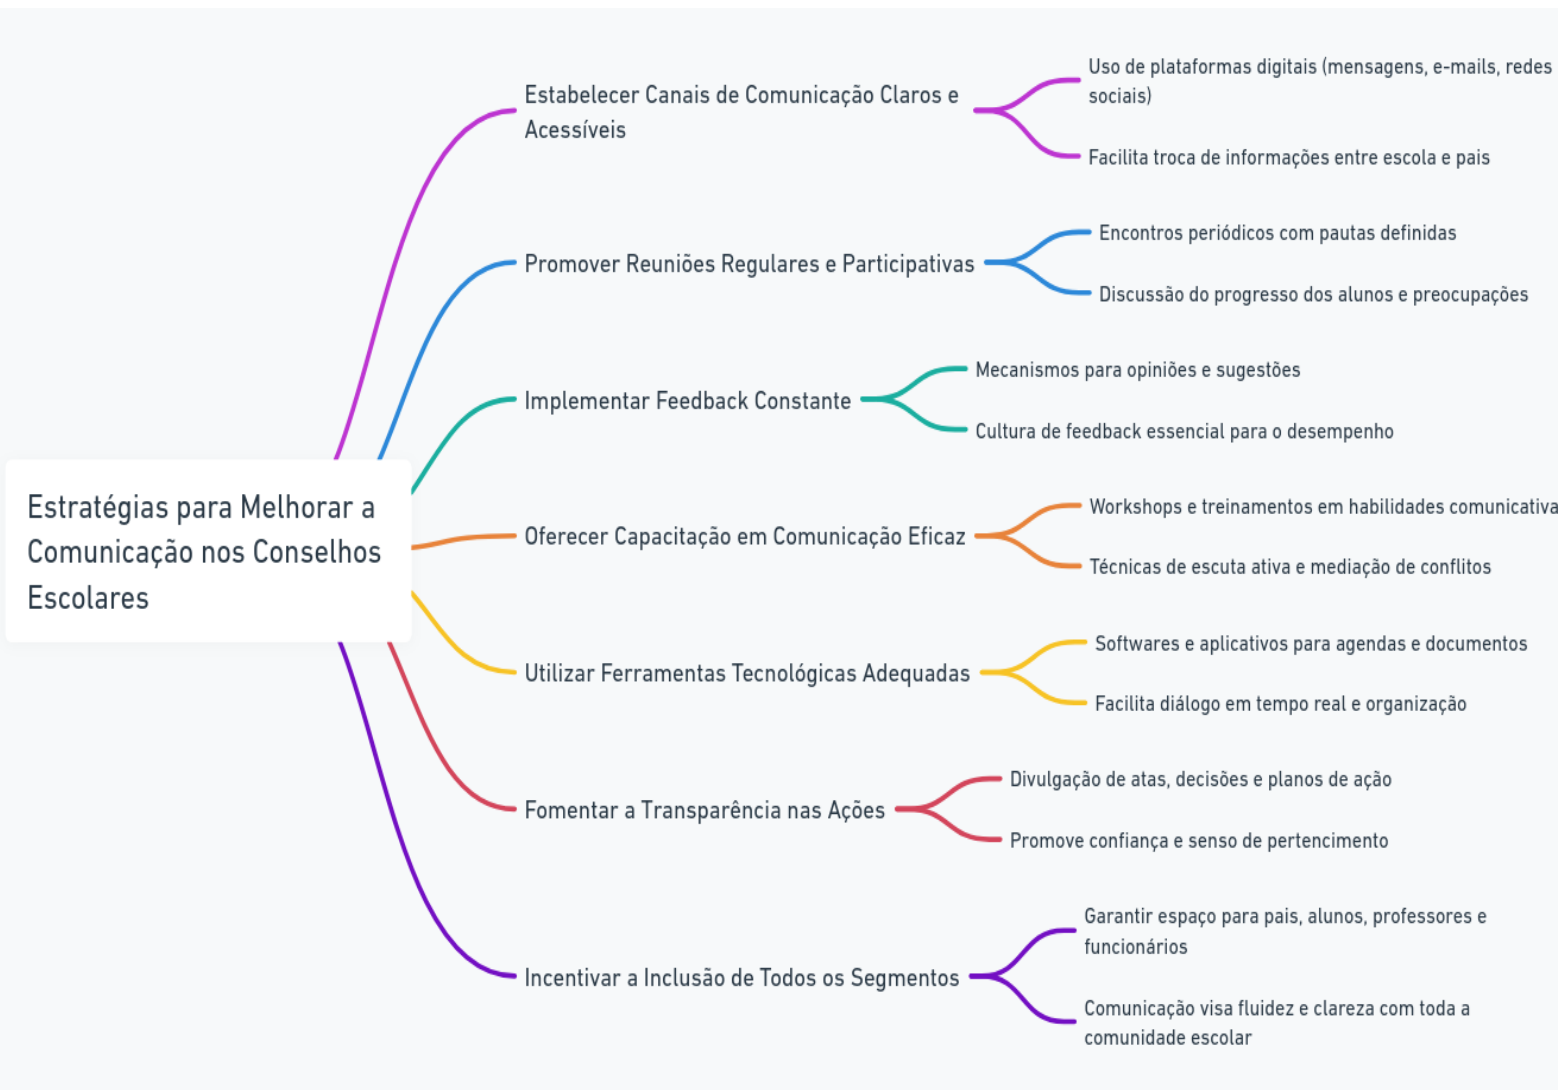 Estratégias para Melhorar a
Comunicação nos Conselhos
Escolares
Estabelecer Canais de Comunicação Claros e
Acessíveis
Uso de plataformas digitais (mensagens, e-mails, redes
sociais)
Facilita troca de informações entre escola e pais
Promover Reuniões Regulares e Participativas
Encontros periódicos com pautas definidas
Discussão do progresso dos alunos e preocupações
Implementar Feedback Constante
Mecanismos para opiniões e sugestões
Cultura de feedback essencial para o desempenho
Oferecer Capacitação em Comunicação Eficaz
Workshops e treinamentos em habilidades comunicativa
Técnicas de escuta ativa e mediação de conflitos
Utilizar Ferramentas Tecnológicas Adequadas
Softwares e aplicativos para agendas e documentos
Facilita diálogo em tempo real e organização
Fomentar a Transparência nas Ações
Divulgação de atas, decisões e planos de ação
Promove confiança e senso de pertencimento
Incentivar a Inclusão de Todos os Segmentos
Garantir espaço para pais, alunos, professores e
funcionários
Comunicação visa fluidez e clareza com toda a
comunidade escolar